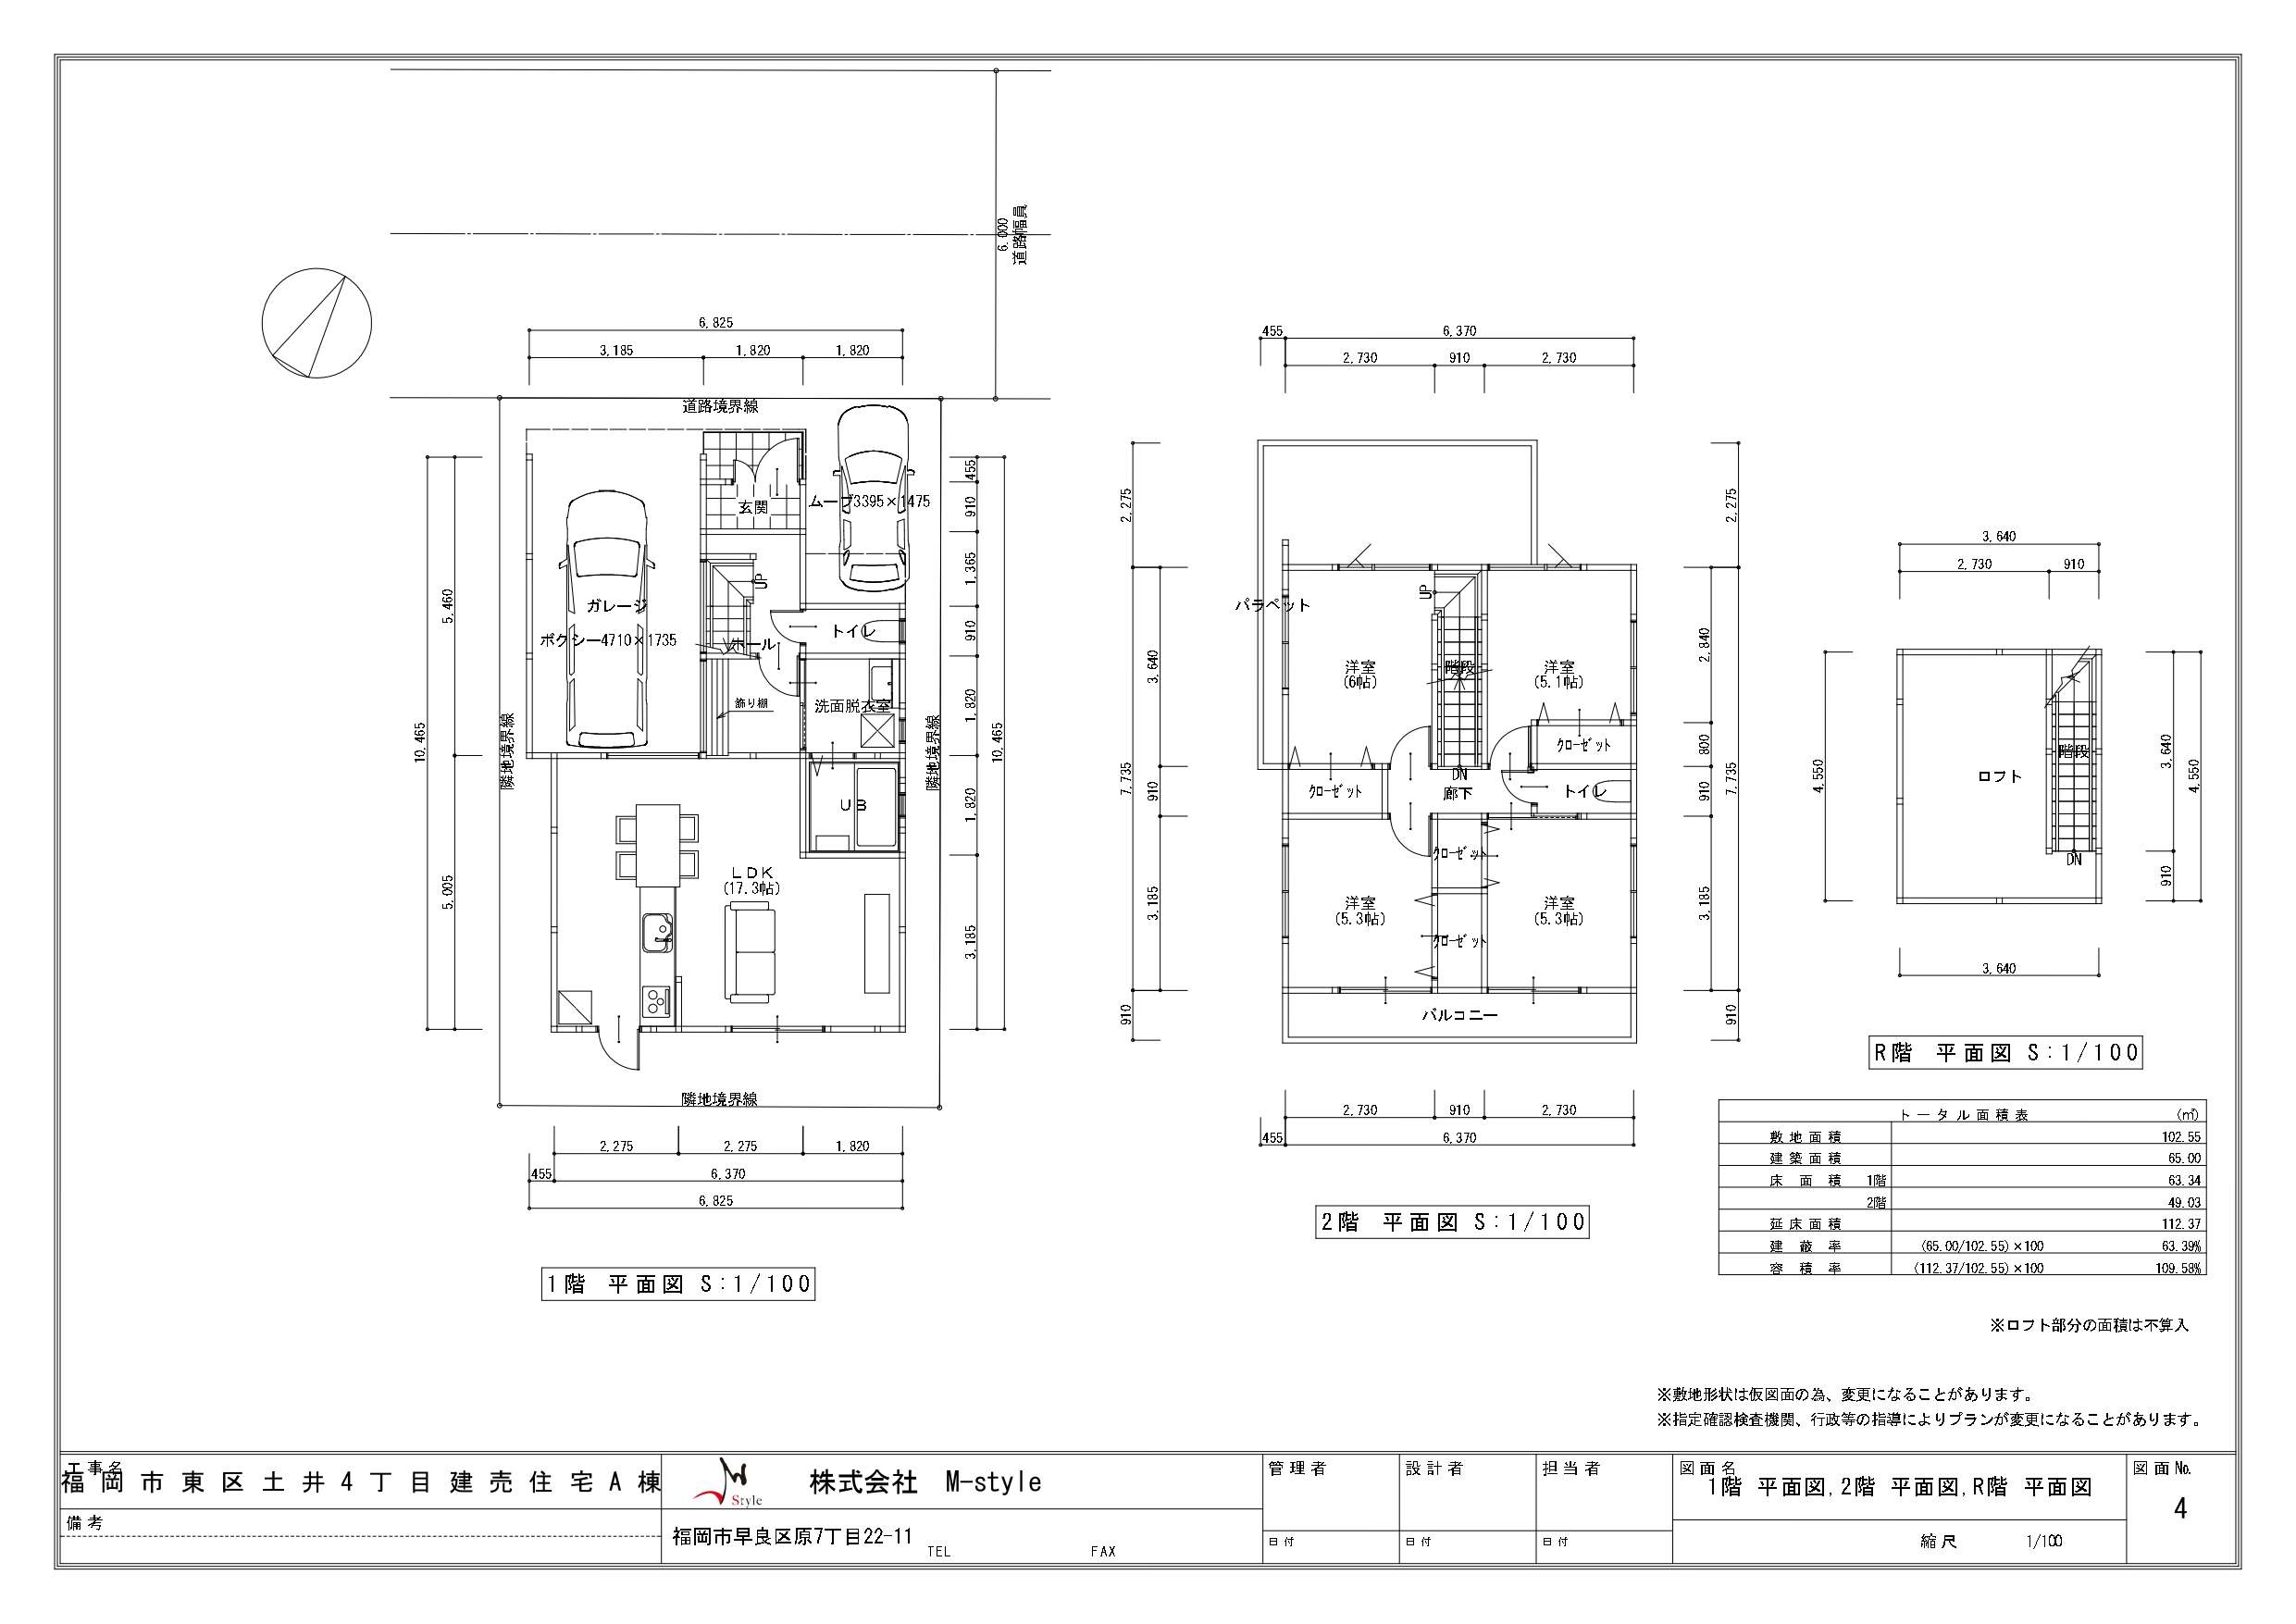 6,000
道路幅員
6,825
3,185
1,820
1,820
道路境界線
玄関
ムーブ3395×1475
UP
ガレージ
ボクシー4710×1735
ホール
トイレ
飾り棚
洗面脱衣室
UB
LDK
(17.3帖)
隣地境界線
隣地境界線
隣地境界線
10,465
5,460
5,005
455
910
1,365
910
1,820
1,820
3,185
10,465
2,275
2,275
1,820
455
6,370
6,825
1階 平面図 S:1/100
455
6,370
2,730
910
2,730
2,275
7,735
910
3,640
910
3,185
パラペット
UP
洋室
(6帖)
階段
洋室
(5.1帖)
クローゼット
クローゼット
DN
廊下
トイレ
クローゼット
洋室
(5.3帖)
クローゼット
洋室
(5.3帖)
バルコニー
2,840
800
910
3,185
2,275
7,735
910
2,730
910
2,730
455
6,370
2階 平面図 S:1/100
3,640
2,730
910
4,550
ロフト
階段
DN
3,640
910
4,550
3,640
R階 平面図 S:1/100
トータル面積表 (㎡)
敷地面積 102.55
建築面積 65.00
床面積 1階 63.34
2階 49.03
延床面積 112.37
建蔽率 (65.00/102.55)×100 63.39%
容積率 (112.37/102.55)×100 109.58%
※ロフト部分の面積は不算入
※敷地形状は仮図面の為、変更になることがあります。
※指定確認検査機関、行政等の指導によりプランが変更になることがあります。
工事名
福岡市東区土井4丁目建売住宅A棟
備考
Style
株式会社 M-style
福岡市早良区原7丁目22-11
TEL FAX
管理者
日付
設計者
日付
担当者
日付
図面名
1階 平面図,2階 平面図,R階 平面図
縮尺 1/100
図面No.
4